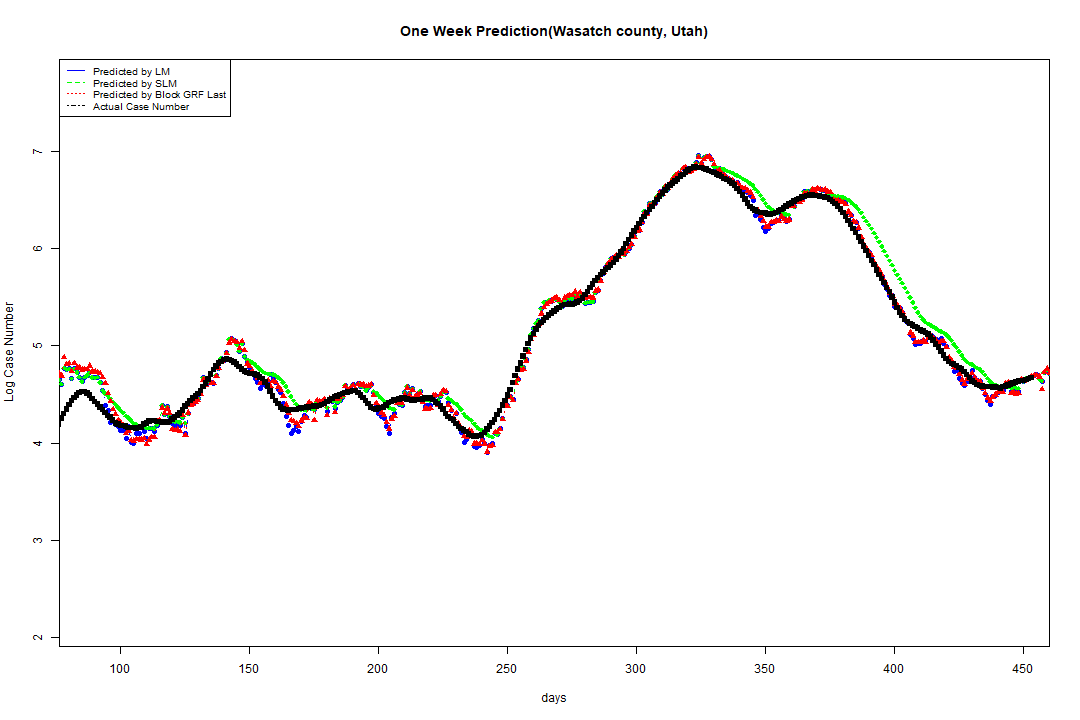 One Week Prediction(Wasatch county, Utah)
Predicted by LM
Predicted by SLM
Predicted by Block GRF Last
Actual Case Number
7
6
5
4
3
2
Log Case Number
100 150 200 250 300 350 400 450
days